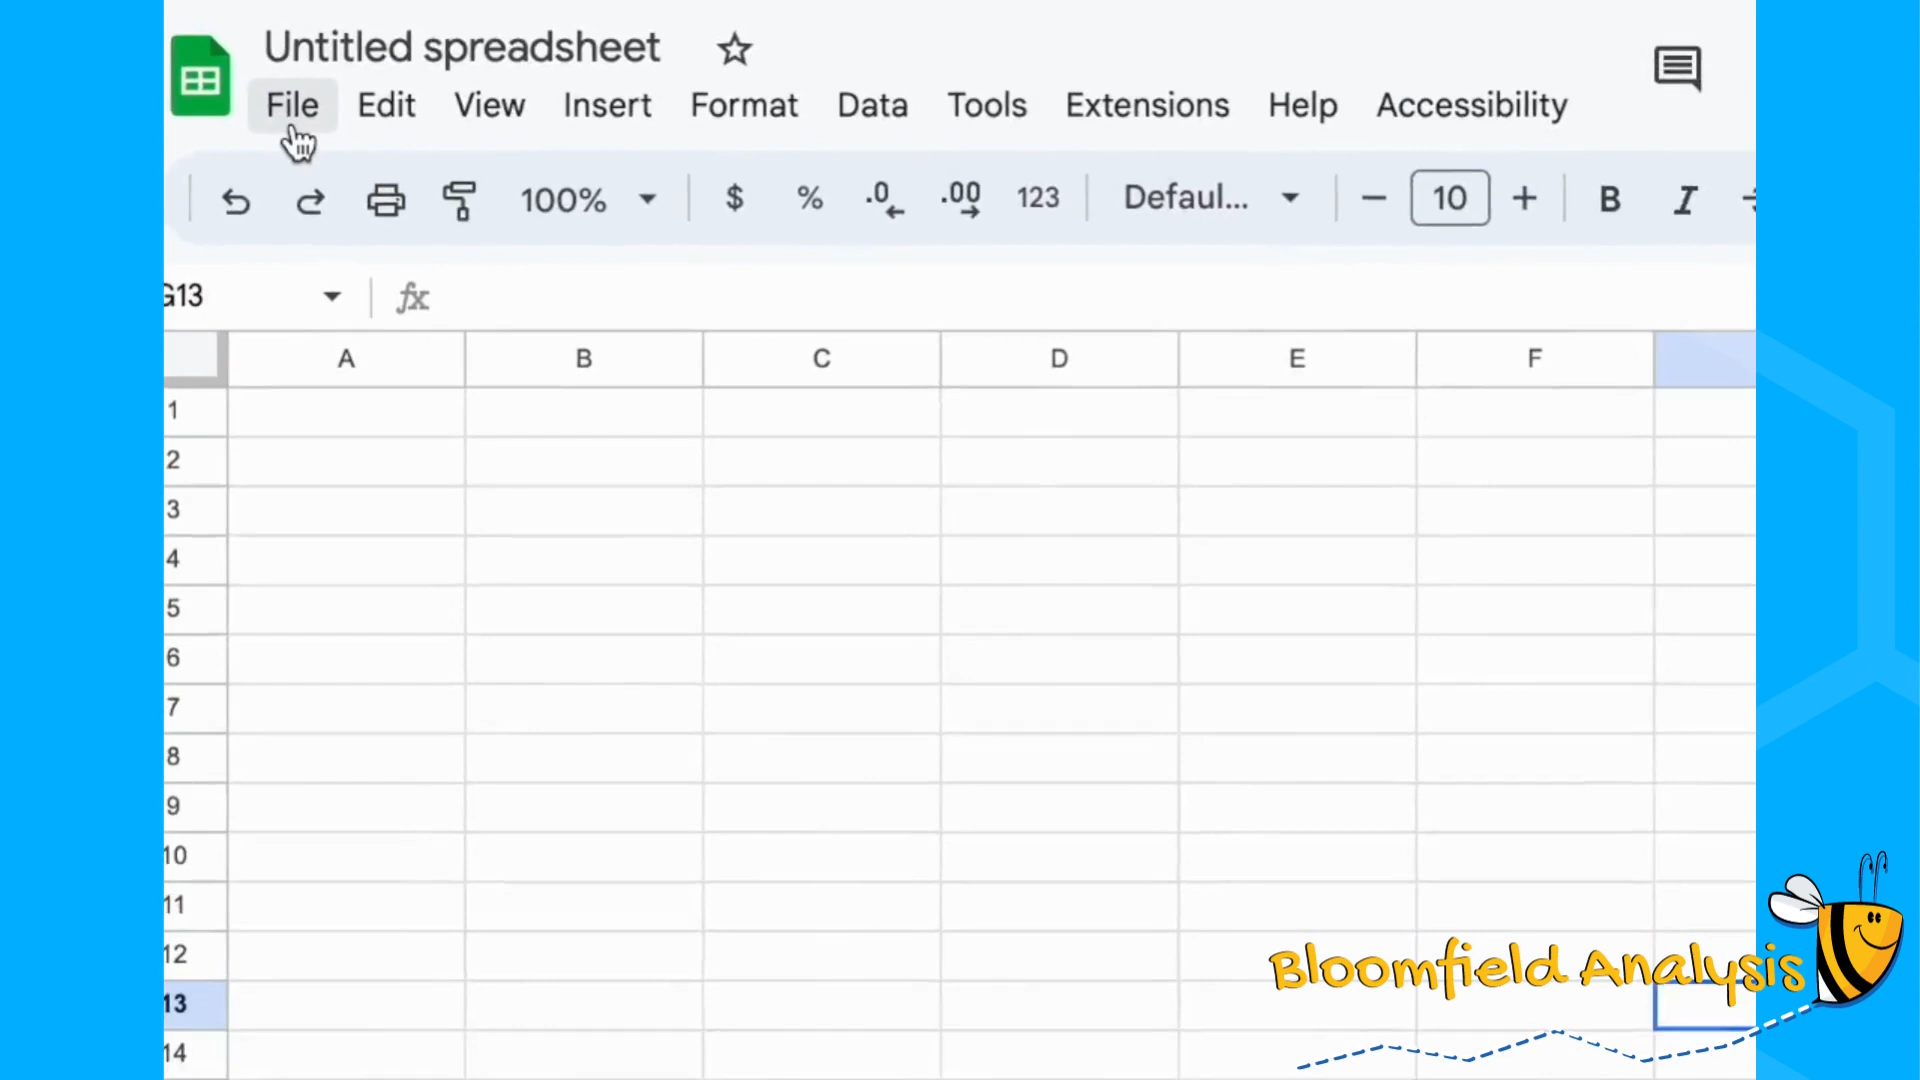 Untitled spreadsheet
File Edit View Insert Format Data Tools Extensions Help Accessibility
100% $ % .0 .00 123 Defaul... − 10 + B I
G13 fx
A B C D E F
1
2
3
4
5
6
7
8
9
10
11
12
13
14
Bloomfield Analysis